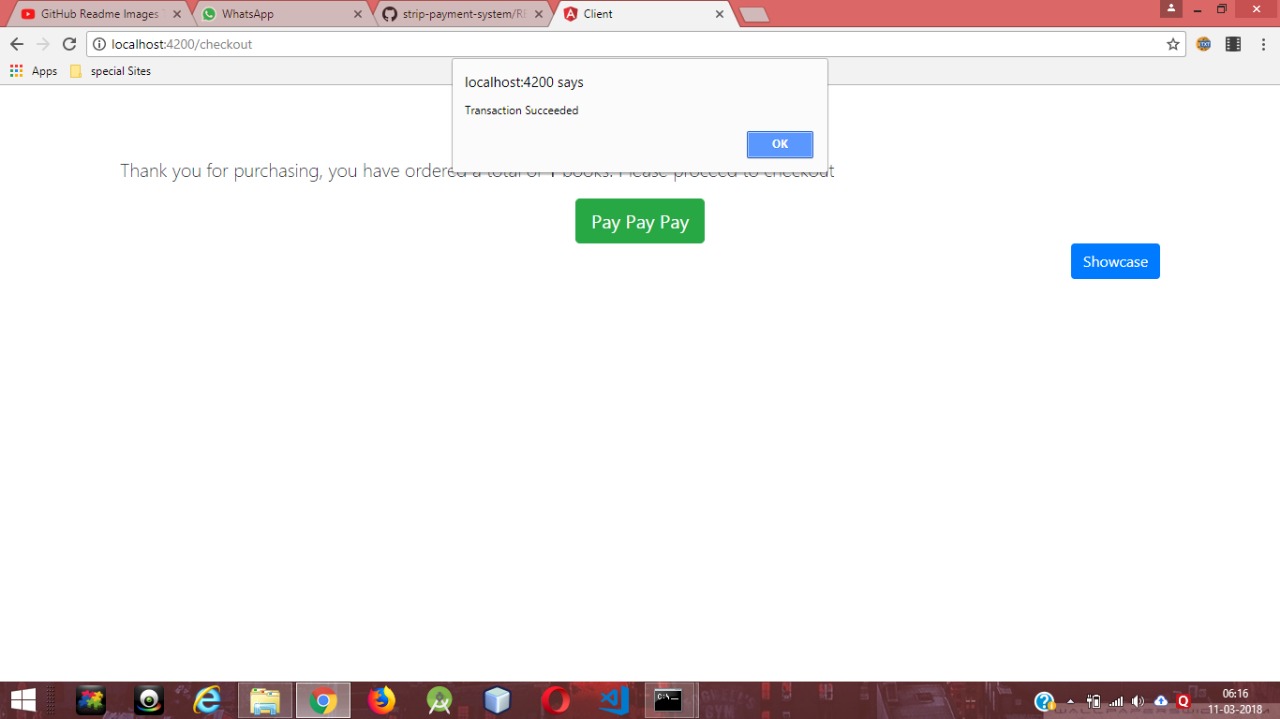 GitHub Readme Images
WhatsApp
strip-payment-system/RE
Client
localhost:4200/checkout
Apps
special Sites
localhost:4200 says
Transaction Succeeded
OK
Thank you for purchasing, you have ordered a total of 1 books. Please proceed to checkout
Pay Pay Pay
Showcase
06:16
11-03-2018